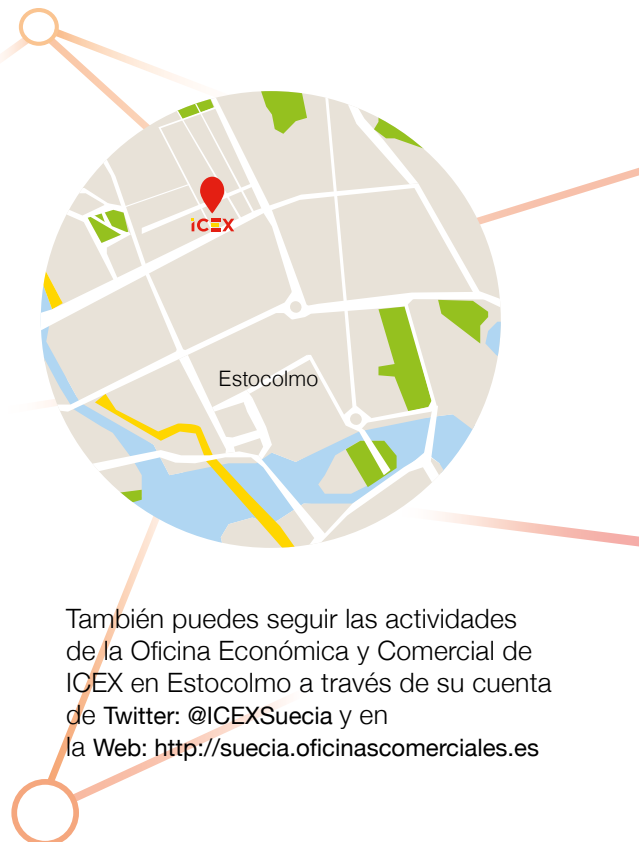 iCEX
Estocolmo
También puedes seguir las actividades
de la Oficina Económica y Comercial de
ICEX en Estocolmo a través de su cuenta
de Twitter: @ICEXSuecia y en
la Web: http://suecia.oficinascomerciales.es